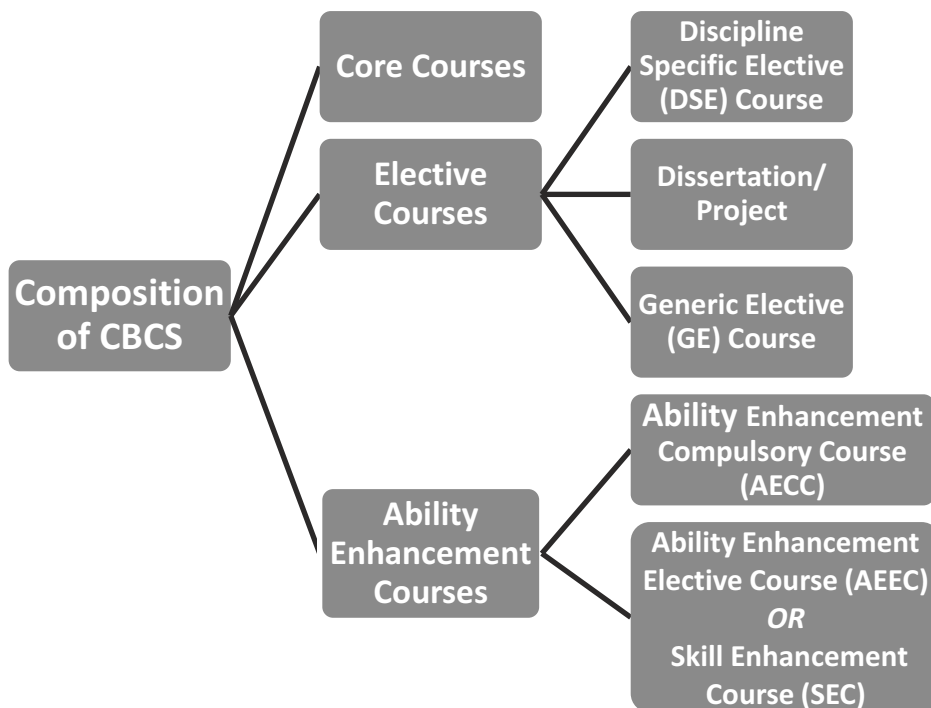 Composition
of CBCS
Core Courses
Elective
Courses
Discipline
Specific Elective
(DSE) Course
Dissertation/
Project
Generic Elective
(GE) Course
Ability
Enhancement
Courses
Ability Enhancement
Compulsory Course
(AECC)
Ability Enhancement
Elective Course (AEEC)
OR
Skill Enhancement
Course (SEC)